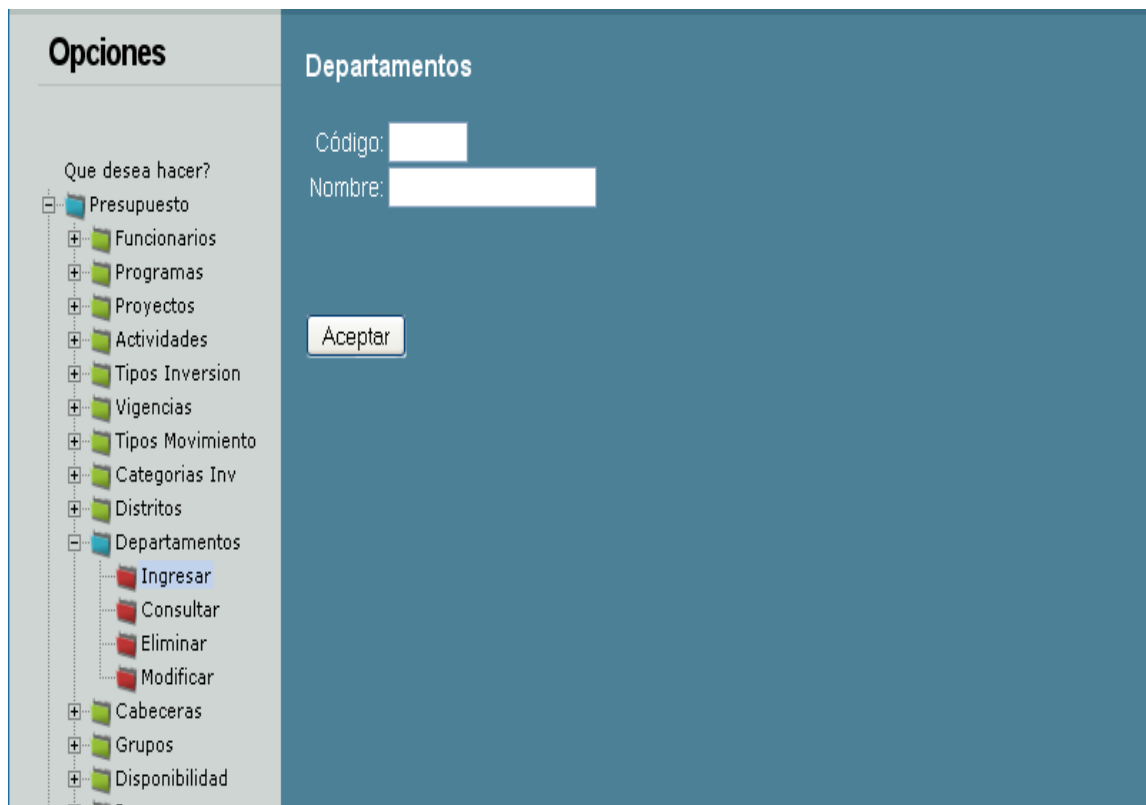 Opciones
Que desea hacer?
Presupuesto
Funcionarios
Programas
Proyectos
Actividades
Tipos Inversion
Vigencias
Tipos Movimiento
Categorias Inv
Distritos
Departamentos
Ingresar
Consultar
Eliminar
Modificar
Cabeceras
Grupos
Disponibilidad
Departamentos
Código:
Nombre:
Aceptar